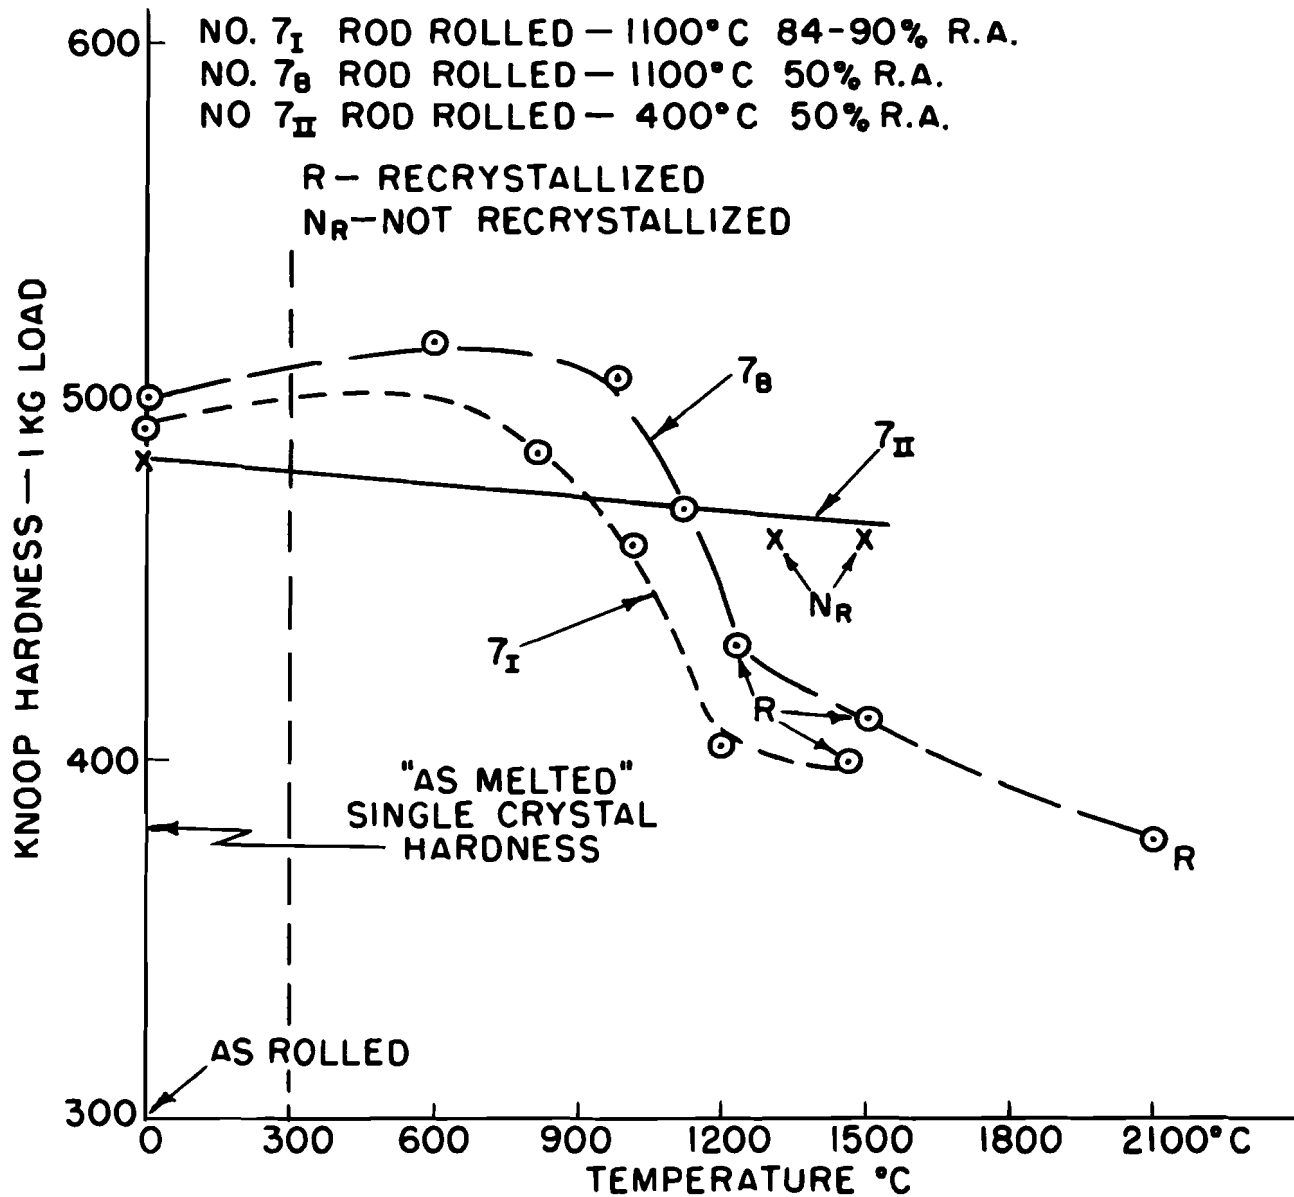 NO. 7I ROD ROLLED — 1100°C 84-90% R.A.
NO. 7B ROD ROLLED — 1100°C 50% R.A.
NO 7II ROD ROLLED — 400°C 50% R.A.
R — RECRYSTALLIZED
NR — NOT RECRYSTALLIZED
600
500
400
300
KNOOP HARDNESS — 1 KG LOAD
7B
7II
NR
7I
R
"AS MELTED"
SINGLE CRYSTAL
HARDNESS
R
AS ROLLED
0 300 600 900 1200 1500 1800 2100°C
TEMPERATURE °C